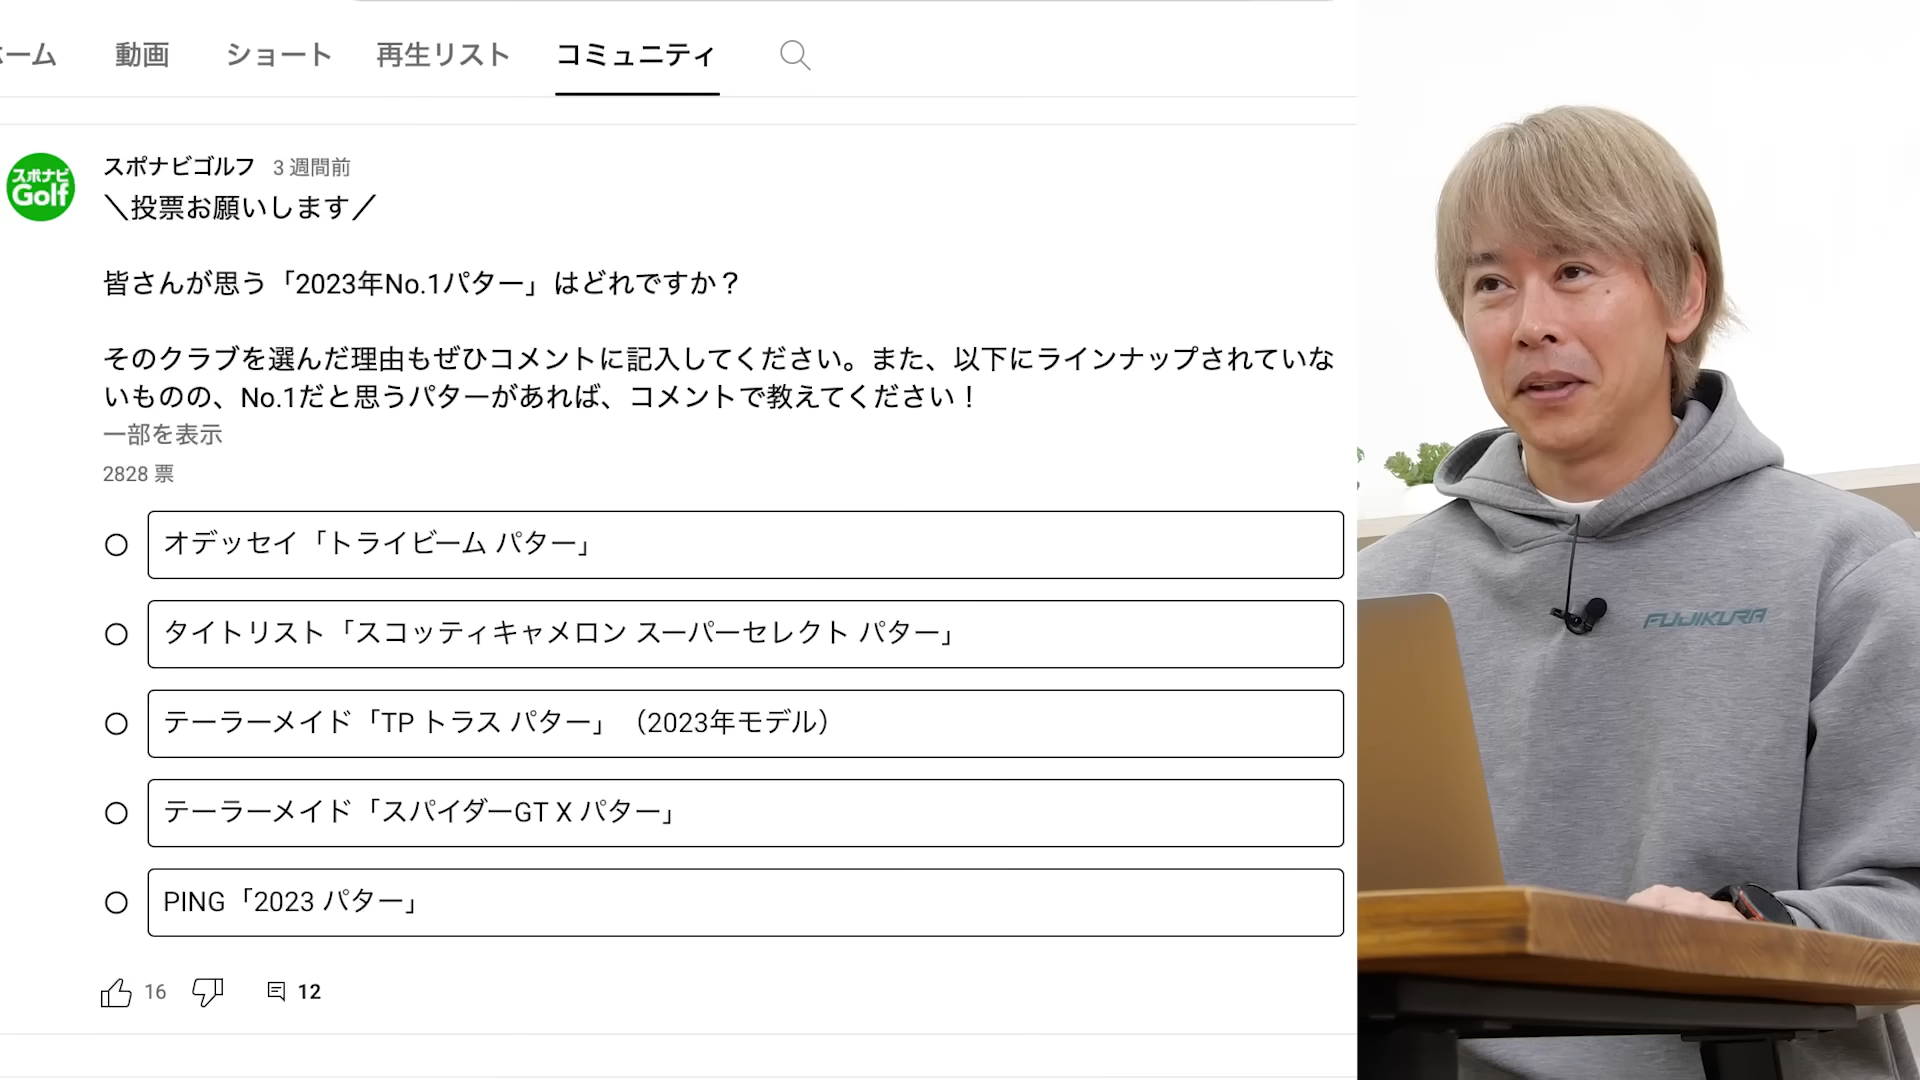 ーム 動画 ショート 再生リスト コミュニティ
スポナビ
Golf
スポナビゴルフ 3 週間前
＼投票お願いします／
皆さんが思う「2023年No.1パター」はどれですか？
そのクラブを選んだ理由もぜひコメントに記入してください。また、以下にラインナップされていな
いものの、No.1だと思うパターがあれば、コメントで教えてください！
一部を表示
2828 票
オデッセイ「トライビーム パター」
タイトリスト「スコッティキャメロン スーパーセレクト パター」
テーラーメイド「TP トラス パター」（2023年モデル）
テーラーメイド「スパイダーGT X パター」
PING「2023 パター」
16 12
FUJIKURA